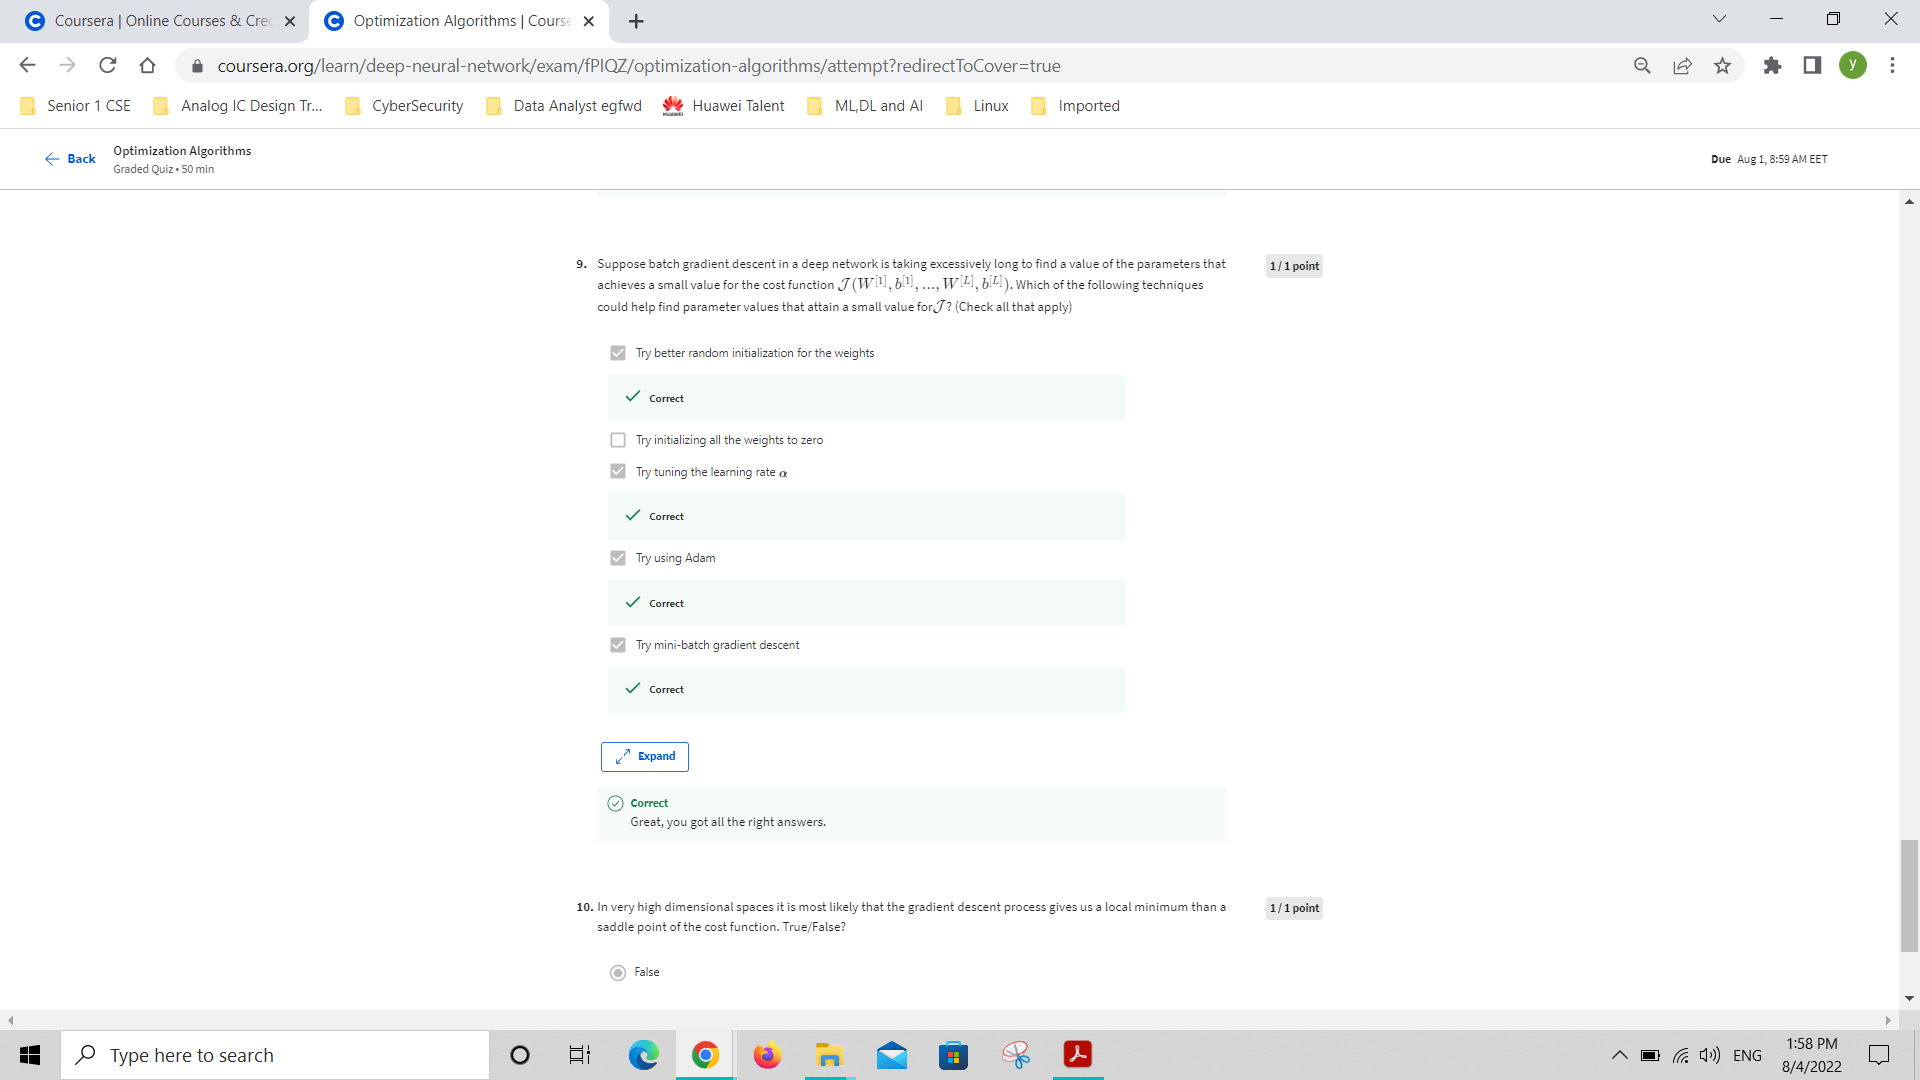 Coursera | Online Courses & Cre
Optimization Algorithms | Cours
coursera.org/learn/deep-neural-network/exam/fPIQZ/optimization-algorithms/attempt?redirectToCover=true
y
Senior 1 CSE
Analog IC Design Tr...
CyberSecurity
Data Analyst egfwd
Huawei Talent
ML,DL and AI
Linux
Imported
Back
Optimization Algorithms
Graded Quiz • 50 min
Due Aug 1, 8:59 AM EET
9. Suppose batch gradient descent in a deep network is taking excessively long to find a value of the parameters that
achieves a small value for the cost function 𝒥(W^[1], b^[1], ..., W^[L], b^[L]). Which of the following techniques
could help find parameter values that attain a small value for 𝒥? (Check all that apply)
1 / 1 point
Try better random initialization for the weights
Correct
Try initializing all the weights to zero
Try tuning the learning rate α
Correct
Try using Adam
Correct
Try mini-batch gradient descent
Correct
Expand
Correct
Great, you got all the right answers.
10. In very high dimensional spaces it is most likely that the gradient descent process gives us a local minimum than a
saddle point of the cost function. True/False?
1 / 1 point
False
Type here to search
ENG
1:58 PM
8/4/2022